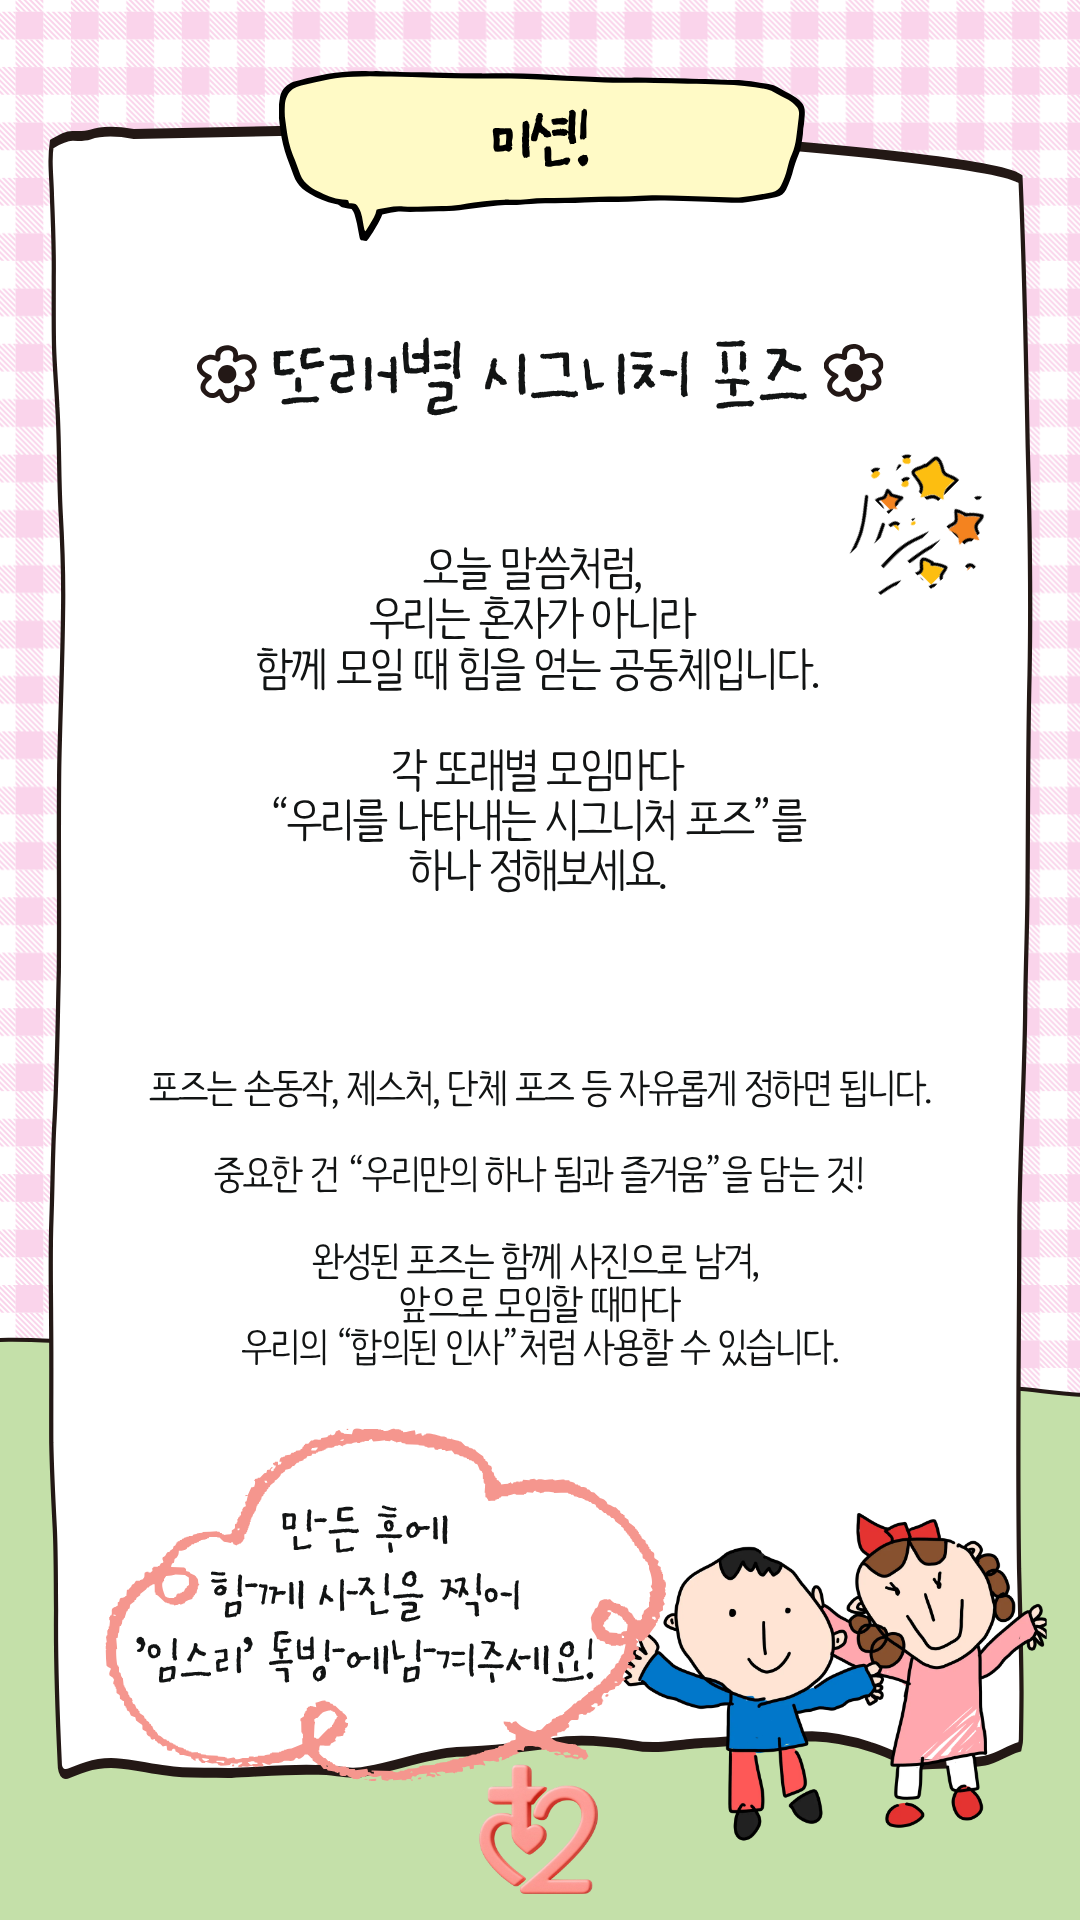 미션!
또래별 시그니처 포즈
오늘 말씀처럼,
우리는 혼자가 아니라
함께 모일 때 힘을 얻는 공동체입니다.
각 또래별 모임마다
“우리를 나타내는 시그니처 포즈”를
하나 정해보세요.
포즈는 손동작, 제스처, 단체 포즈 등 자유롭게 정하면 됩니다.
중요한 건 “우리만의 하나 됨과 즐거움”을 담는 것!
완성된 포즈는 함께 사진으로 남겨,
앞으로 모임할 때마다
우리의 “합의된 인사”처럼 사용할 수 있습니다.
만든 후에
함께 사진을 찍어
’임스리’ 톡방에남겨주세요!